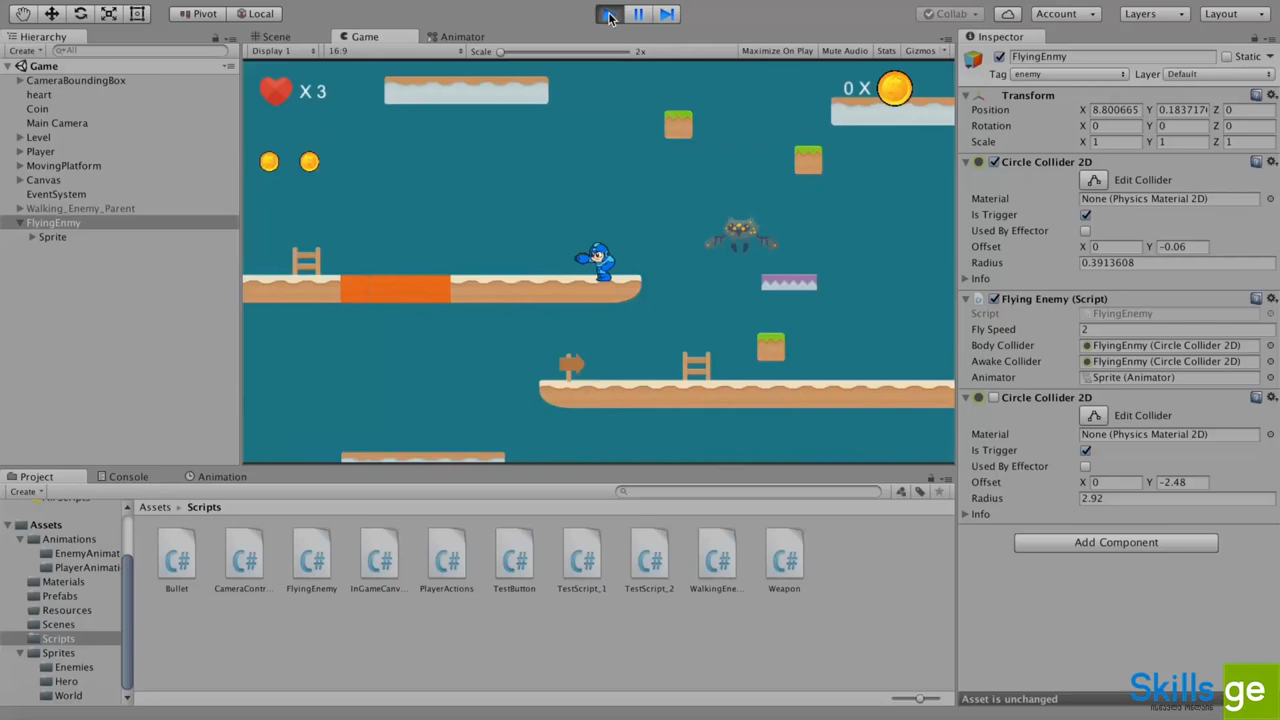 Pivot Local Collab Account Layers Layout
Hierarchy Scene Game Animator Inspector
Create All Display 1 16:9 Scale 2x Maximize On Play Mute Audio Stats Gizmos
Game
CameraBoundingBox
heart
Coin
Main Camera
Level
Player
MovingPlatform
Canvas
EventSystem
Walking_Enemy_Parent
FlyingEnmy
Sprite
X 3
0 X
FlyingEnmy Static
Tag enemy Layer Default
Transform
Position X 8.800665 Y 0.183717 Z 0
Rotation X 0 Y 0 Z 0
Scale X 1 Y 1 Z 1
Circle Collider 2D
Edit Collider
Material None (Physics Material 2D)
Is Trigger
Used By Effector
Offset X 0 Y -0.06
Radius 0.3913608
Info
Flying Enemy (Script)
Script FlyingEnemy
Fly Speed 2
Body Collider FlyingEnmy (Circle Collider 2D)
Awake Collider FlyingEnmy (Circle Collider 2D)
Animator Sprite (Animator)
Circle Collider 2D
Edit Collider
Material None (Physics Material 2D)
Is Trigger
Used By Effector
Offset X 0 Y -2.48
Radius 2.92
Info
Add Component
Project Console Animation
Create
Assets
Animations
EnemyAnimat
PlayerAnimati
Materials
Prefabs
Resources
Scenes
Scripts
Sprites
Enemies
Hero
World
Assets Scripts
C# C# C# C# C# C# C# C# C# C#
Bullet CameraContr... FlyingEnemy InGameCanv... PlayerActions TestButton TestScript_1 TestScript_2 WalkingEne... Weapon
Asset is unchanged
Skills ge